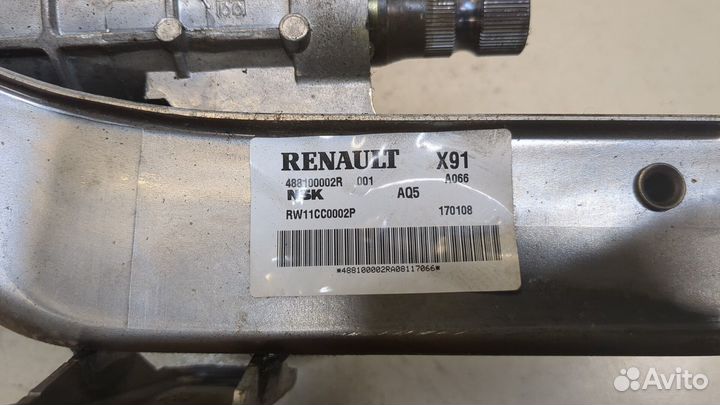 RENAULT X91
488100002R 001 A066
NSK AQ5
RW11CC0002P 170108
*488100002RA08117066*
Avito